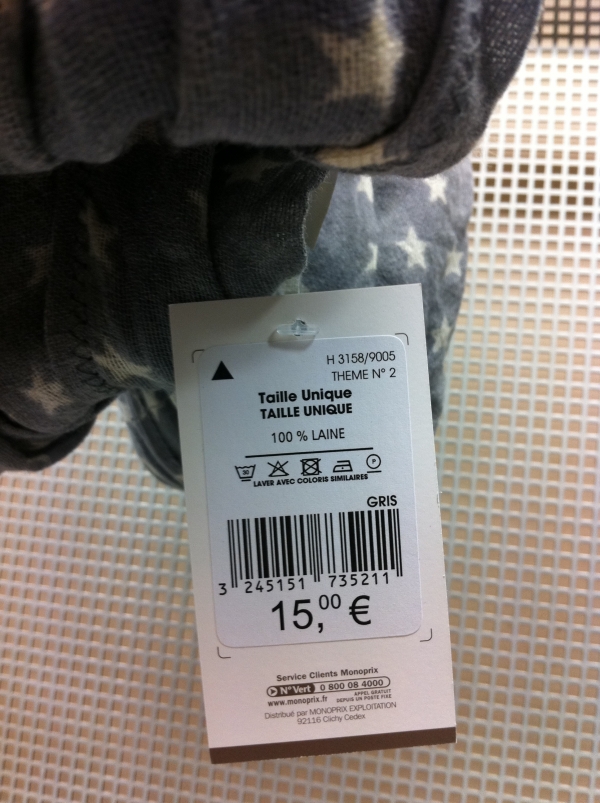 H 3158/9005
THEME N° 2
Taille Unique
TAILLE UNIQUE
100 % LAINE
30 P
LAVER AVEC COLORIS SIMILAIRES
GRIS
3 245151 735211
15,00 €
Service Clients Monoprix
N° Vert 0 800 08 4000
www.monoprix.fr APPEL GRATUIT DEPUIS UN POSTE FIXE
Distribué par MONOPRIX EXPLOITATION
92116 Clichy Cedex